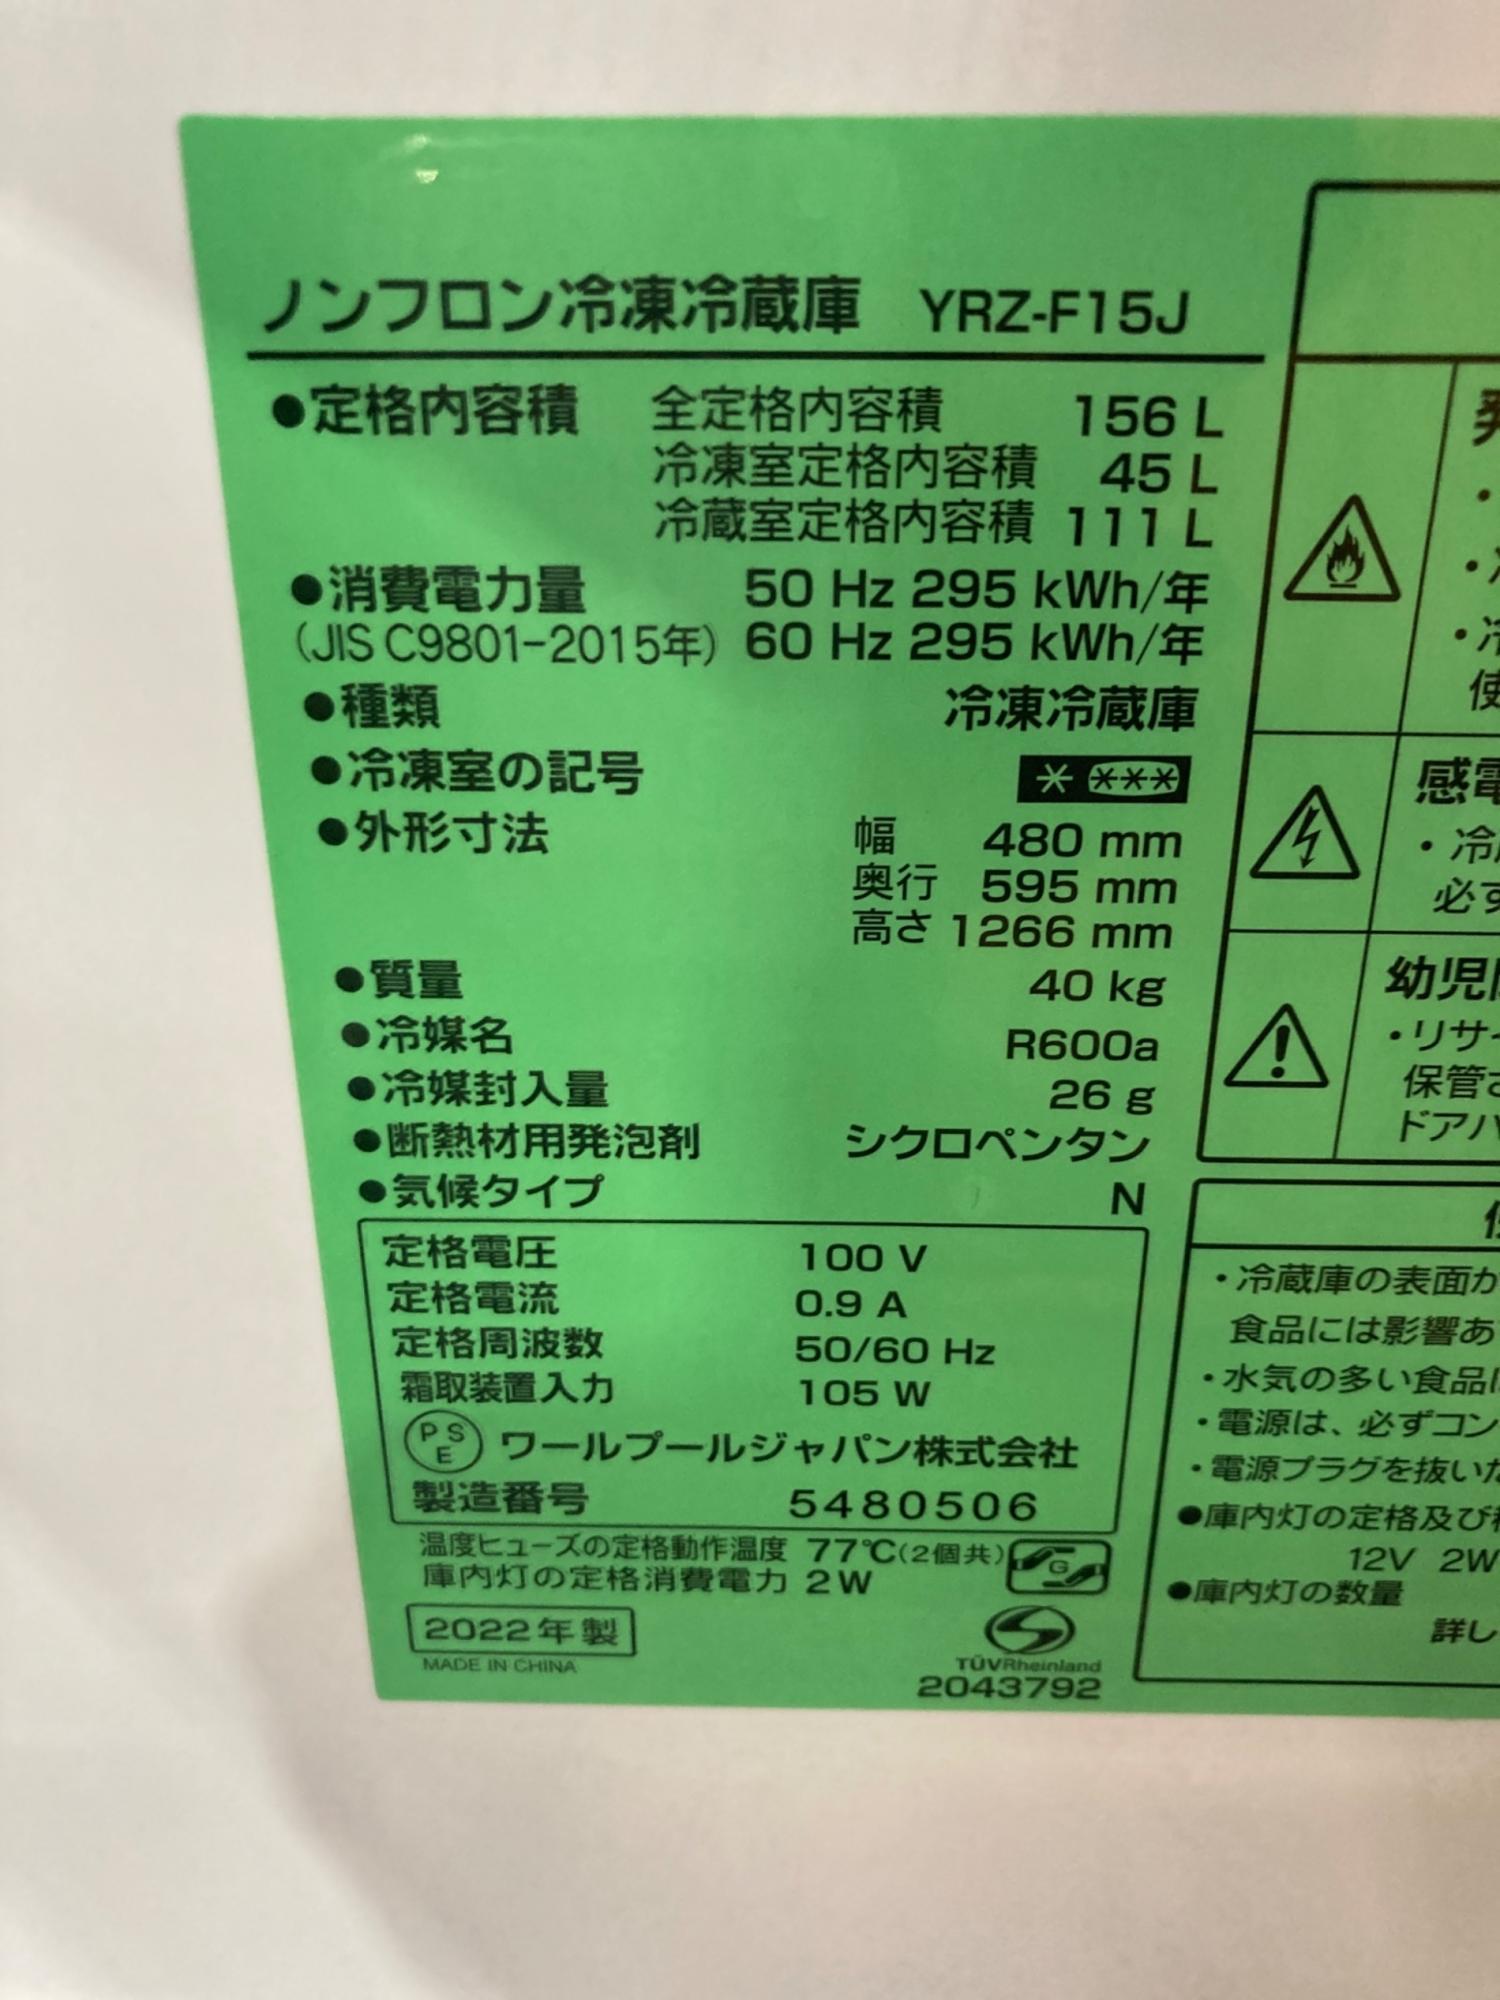 ノンフロン冷凍冷蔵庫 YRZ-F15J
●定格内容積 全定格内容積 156 L
冷凍室定格内容積 45 L
冷蔵室定格内容積 111 L
●消費電力量 50 Hz 295 kWh/年
(JIS C9801-2015年) 60 Hz 295 kWh/年
●種類 冷凍冷蔵庫
●冷凍室の記号 * ***
●外形寸法 幅 480 mm
奥行 595 mm
高さ 1266 mm
●質量 40 kg
●冷媒名 R600a
●冷媒封入量 26 g
●断熱材用発泡剤 シクロペンタン
●気候タイプ N
定格電圧 100 V
定格電流 0.9 A
定格周波数 50/60 Hz
霜取装置入力 105 W
PSE ワールプールジャパン株式会社
製造番号 5480506
温度ヒューズの定格動作温度 77℃(2個共)
G
庫内灯の定格消費電力 2W
2022年製
MADE IN CHINA
TÜVRheinland
2043792
・冷
使
感電
・冷
必ず
幼児
・リサイ
保管さ
ドアパ
・冷蔵庫の表面が
食品には影響あ
・水気の多い食品
・電源は、必ずコン
・電源プラグを抜いた
●庫内灯の定格及び
12V 2W
●庫内灯の数量
詳し